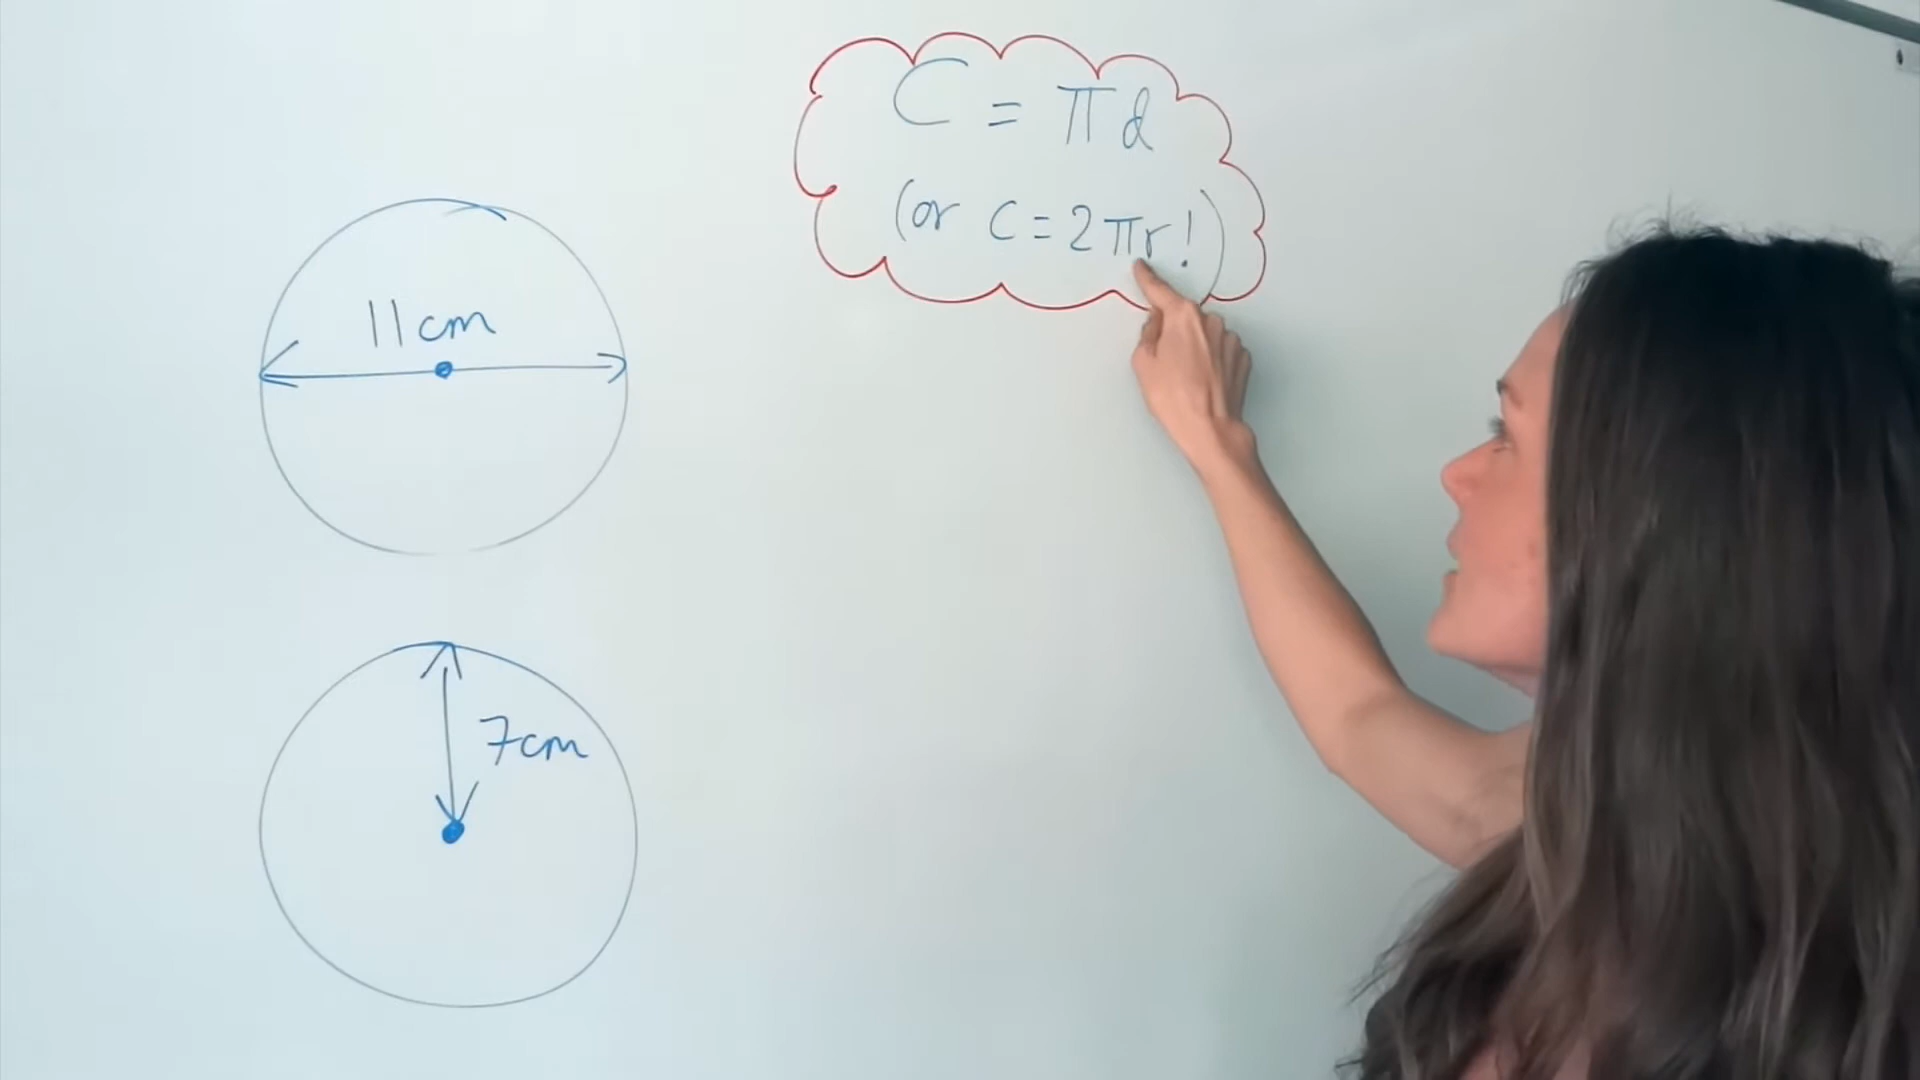 C = πd
(or C = 2πr!)
11cm
7cm